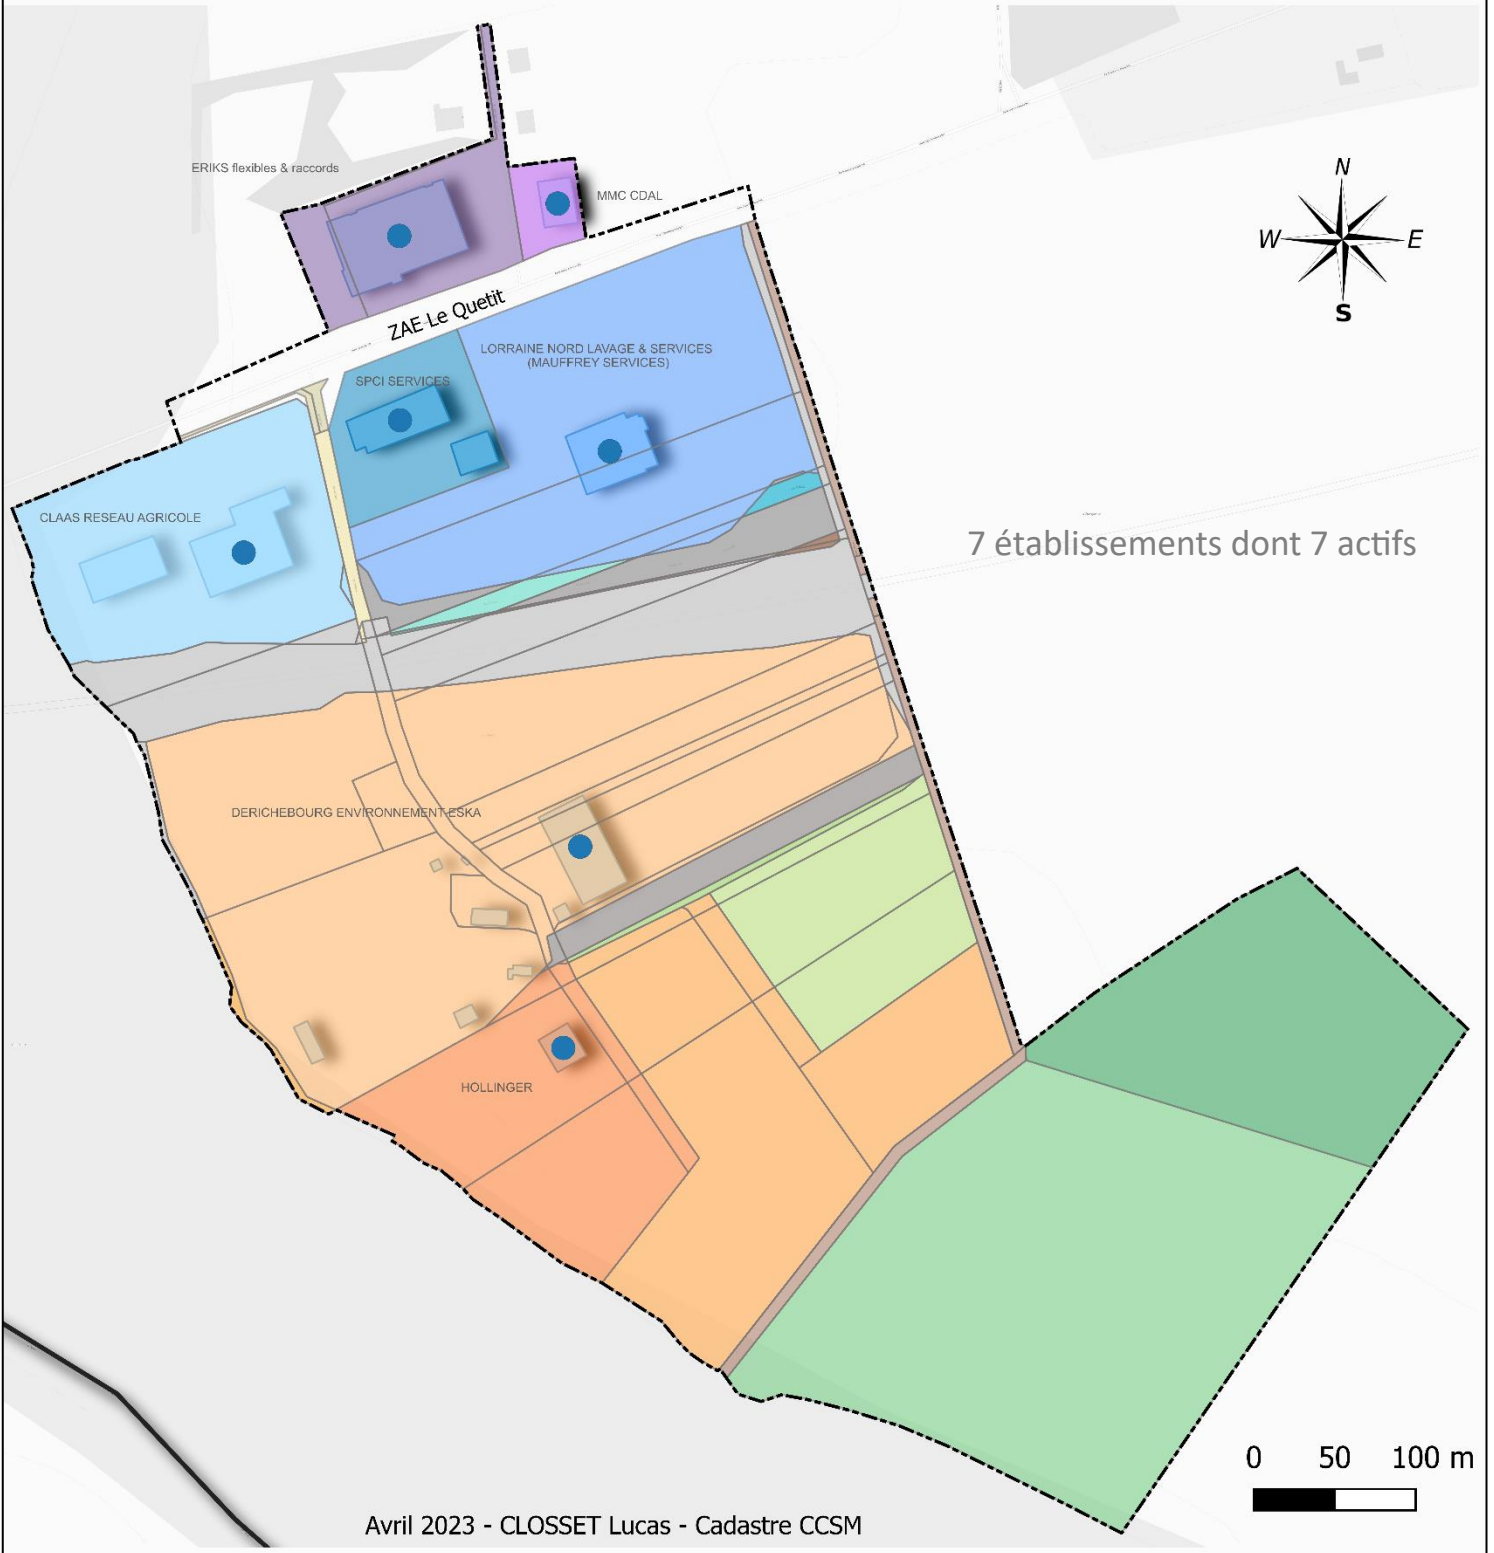 ERIKS flexibles & raccords
MMC CDAL
N
W
E
S
ZAE Le Quetit
LORRAINE NORD LAVAGE & SERVICES
(MAUFFREY SERVICES)
SPCI SERVICES
CLAAS RESEAU AGRICOLE
7 établissements dont 7 actifs
DERICHEBOURG ENVIRONNEMENT-ESKA
HOLLINGER
0 50 100 m
Avril 2023 - CLOSSET Lucas - Cadastre CCSM